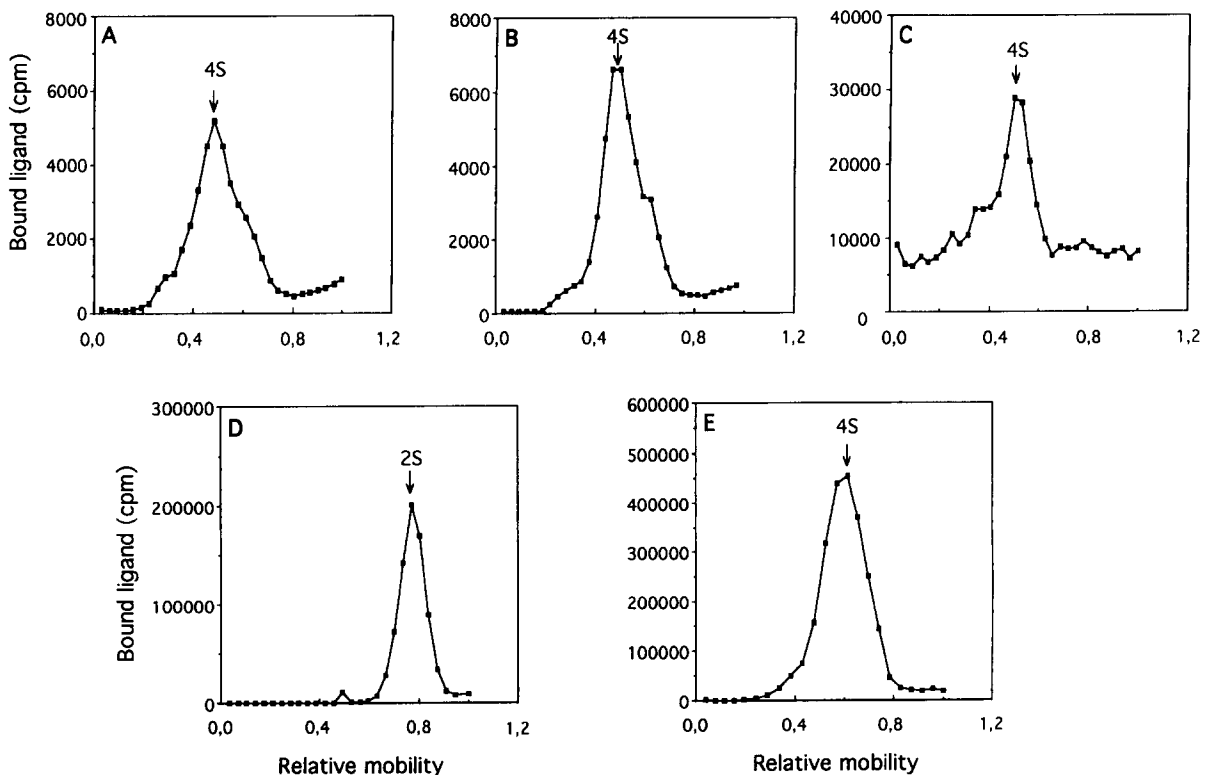 A
B
C
4S
4S
4S
Bound ligand (cpm)
8000
6000
4000
2000
0
0,0 0,4 0,8 1,2
8000
6000
4000
2000
0
0,0 0,4 0,8 1,2
40000
30000
20000
10000
0
0,0 0,4 0,8 1,2
D
E
2S
4S
Bound ligand (cpm)
300000
200000
100000
0
0,0 0,4 0,8 1,2
Relative mobility
600000
500000
400000
300000
200000
100000
0
0,0 0,4 0,8 1,2
Relative mobility